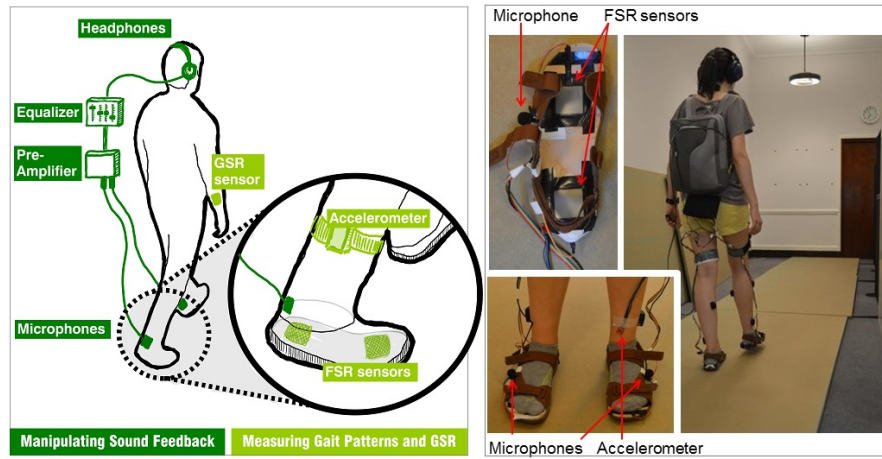 Headphones
Equalizer
Pre-
Amplifier
GSR
sensor
Accelerometer
Microphones
FSR sensors
Manipulating Sound Feedback
Measuring Gait Patterns and GSR
Microphone
FSR sensors
Microphones
Accelerometer